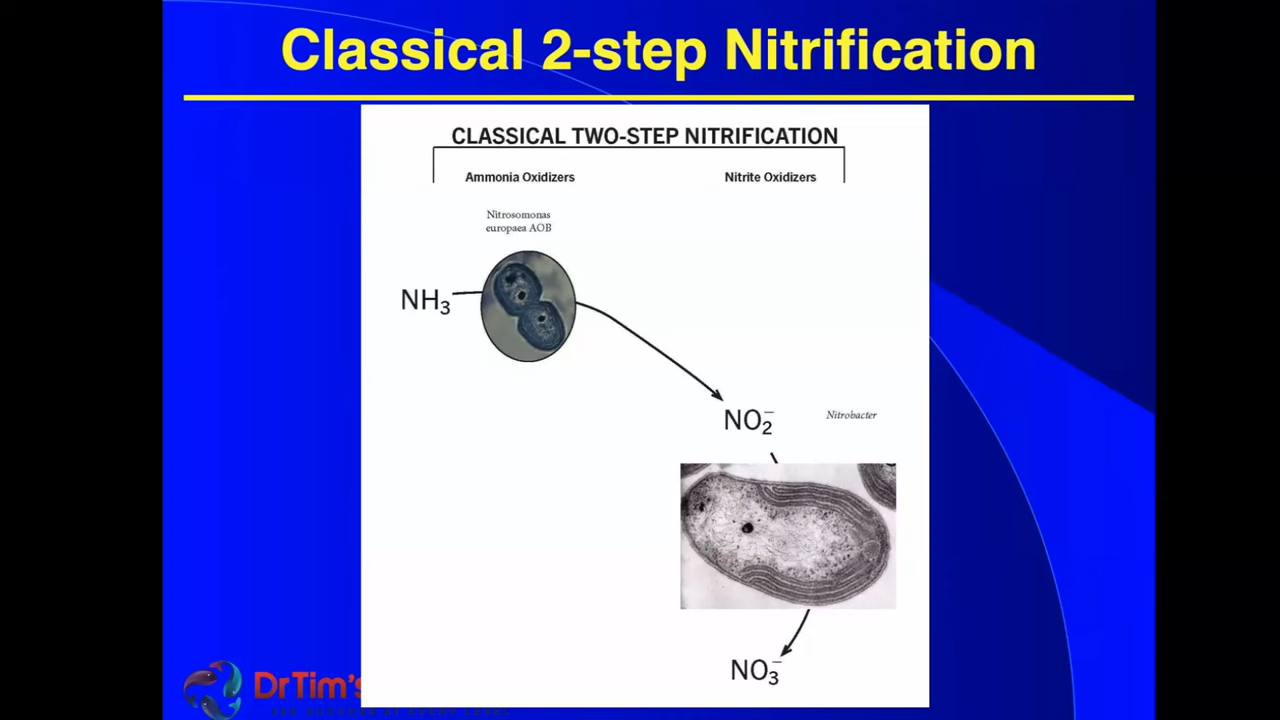 Classical 2-step Nitrification
CLASSICAL TWO-STEP NITRIFICATION
Ammonia Oxidizers
Nitrite Oxidizers
Nitrosomonas
europaea AOB
NH₃
NO₂⁻
Nitrobacter
NO₃⁻
DrTim's